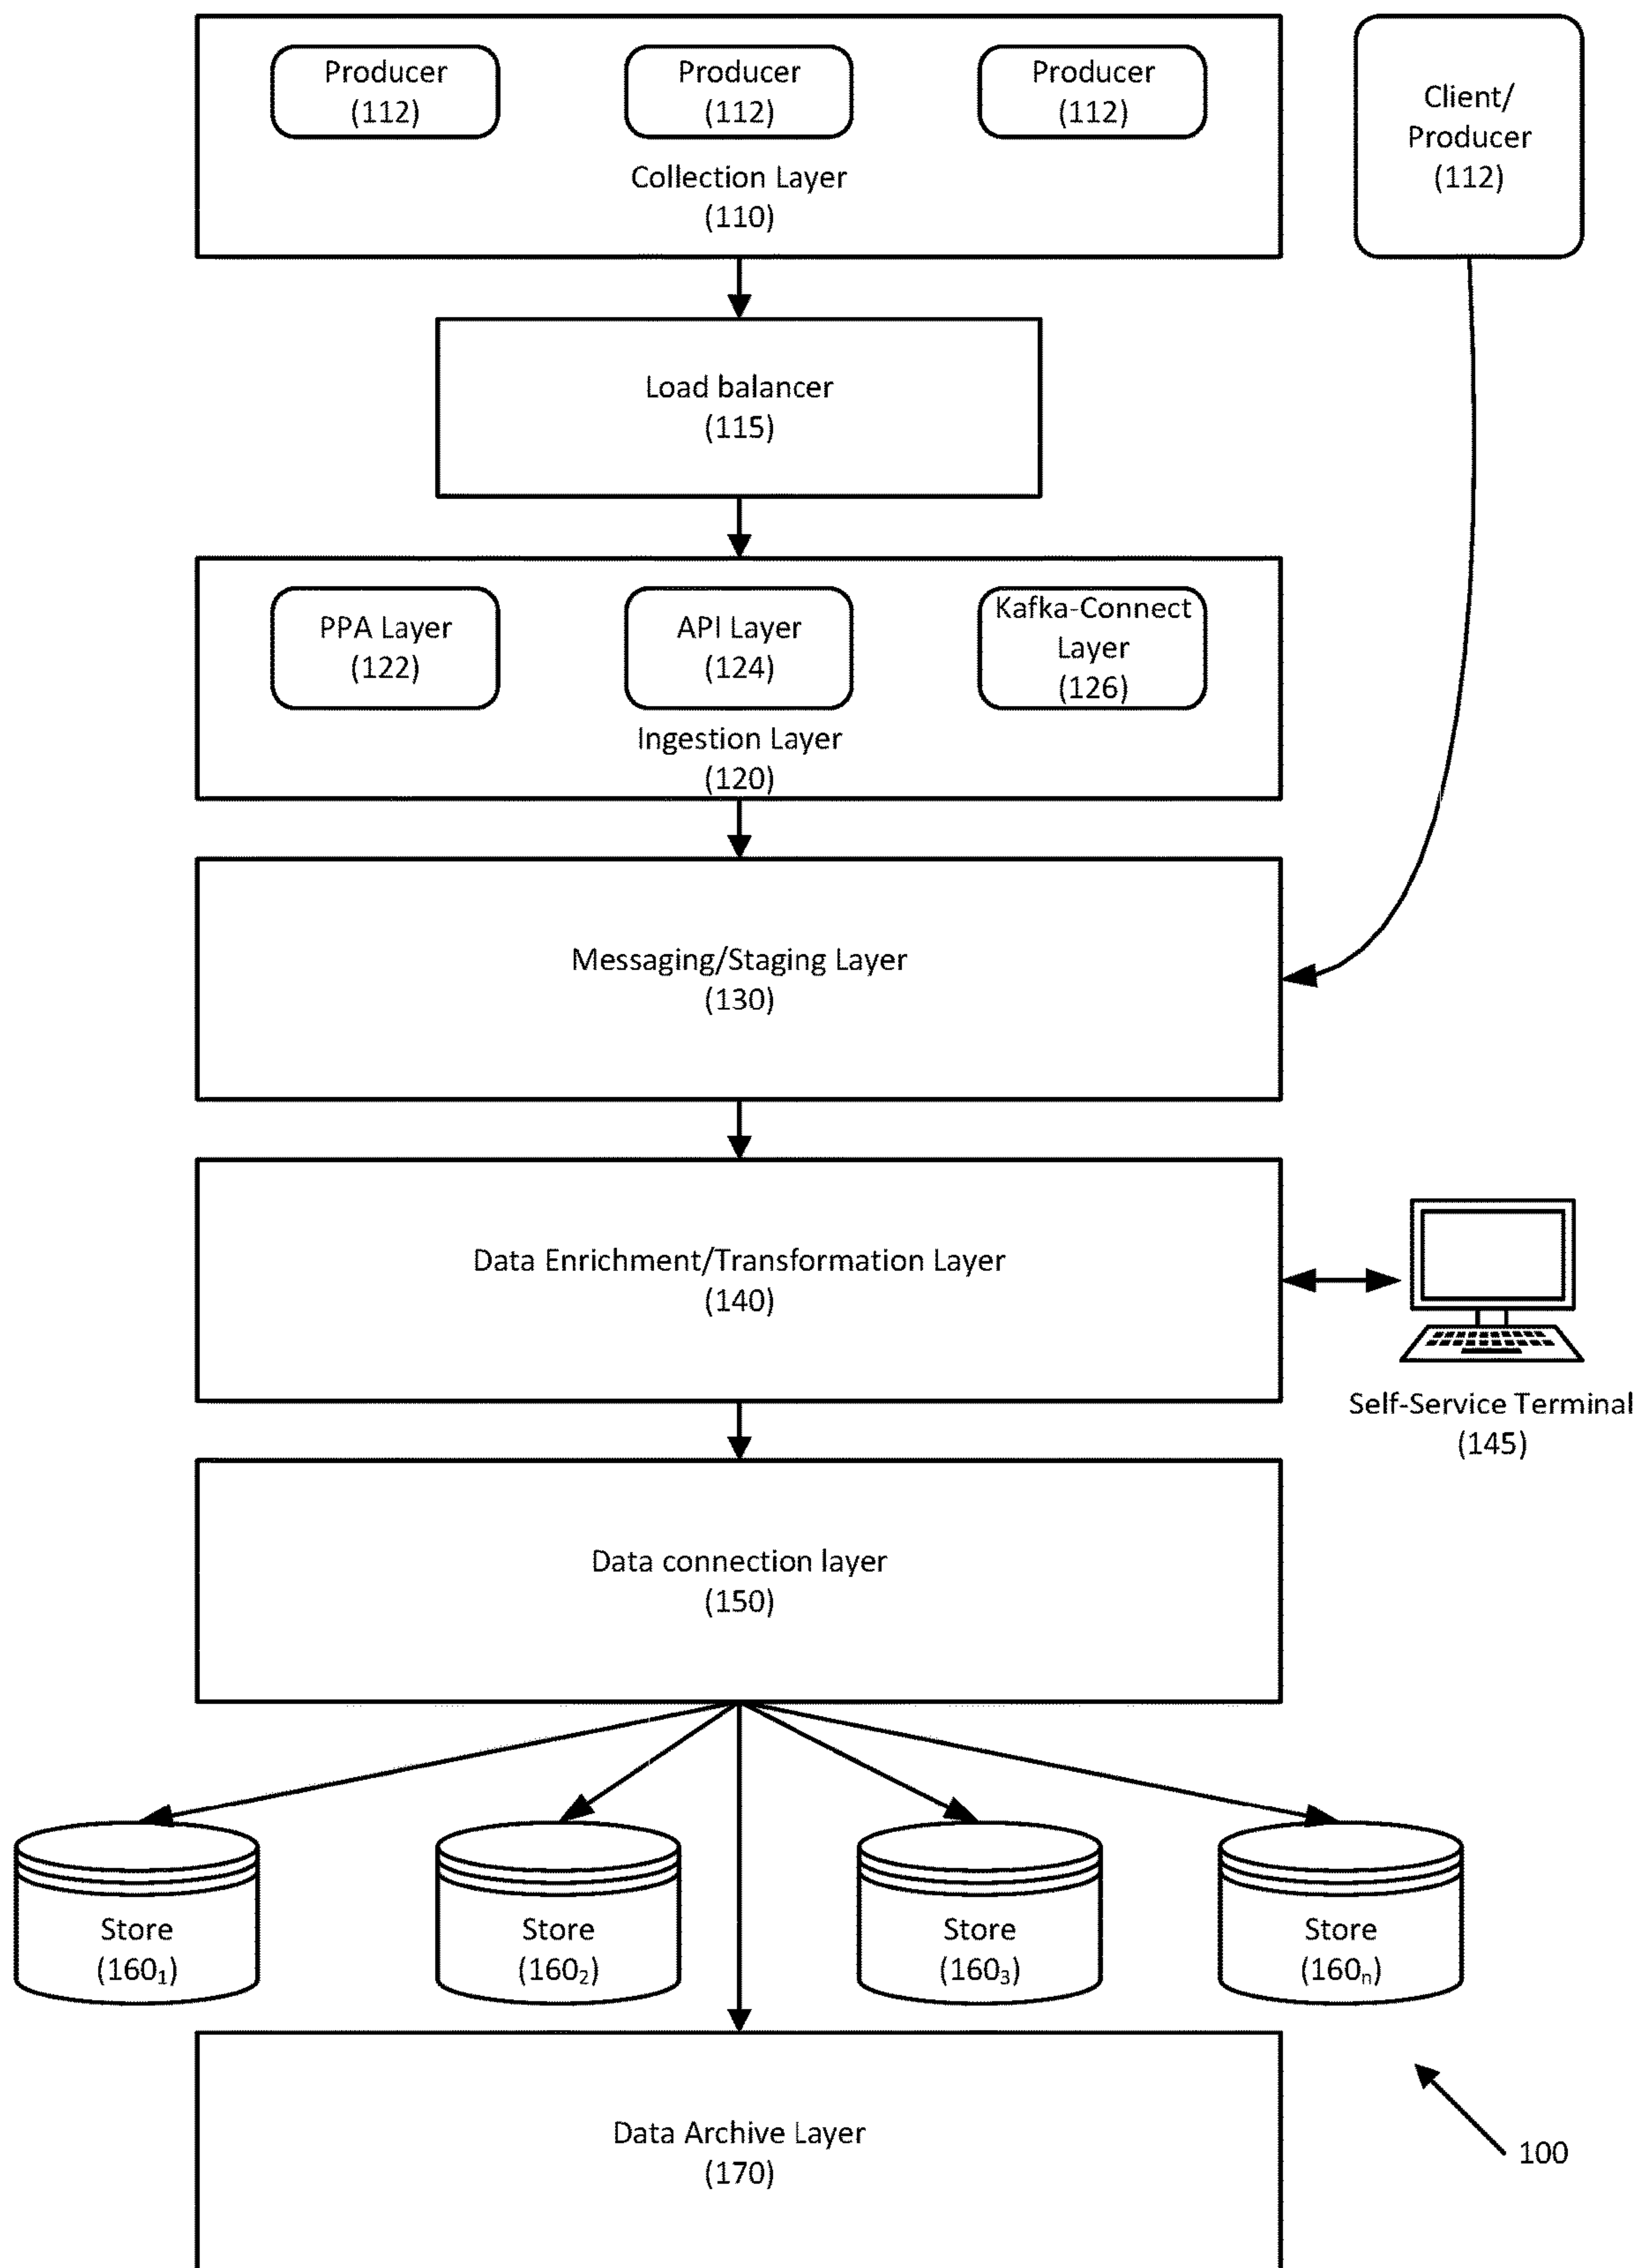 Producer
(112)
Producer
(112)
Producer
(112)
Collection Layer
(110)
Client/
Producer
(112)
Load balancer
(115)
PPA Layer
(122)
API Layer
(124)
Kafka-Connect
Layer
(126)
Ingestion Layer
(120)
Messaging/Staging Layer
(130)
Data Enrichment/Transformation Layer
(140)
Self-Service Terminal
(145)
Data connection layer
(150)
Store
(160₁)
Store
(160₂)
Store
(160₃)
Store
(160ₙ)
Data Archive Layer
(170)
100